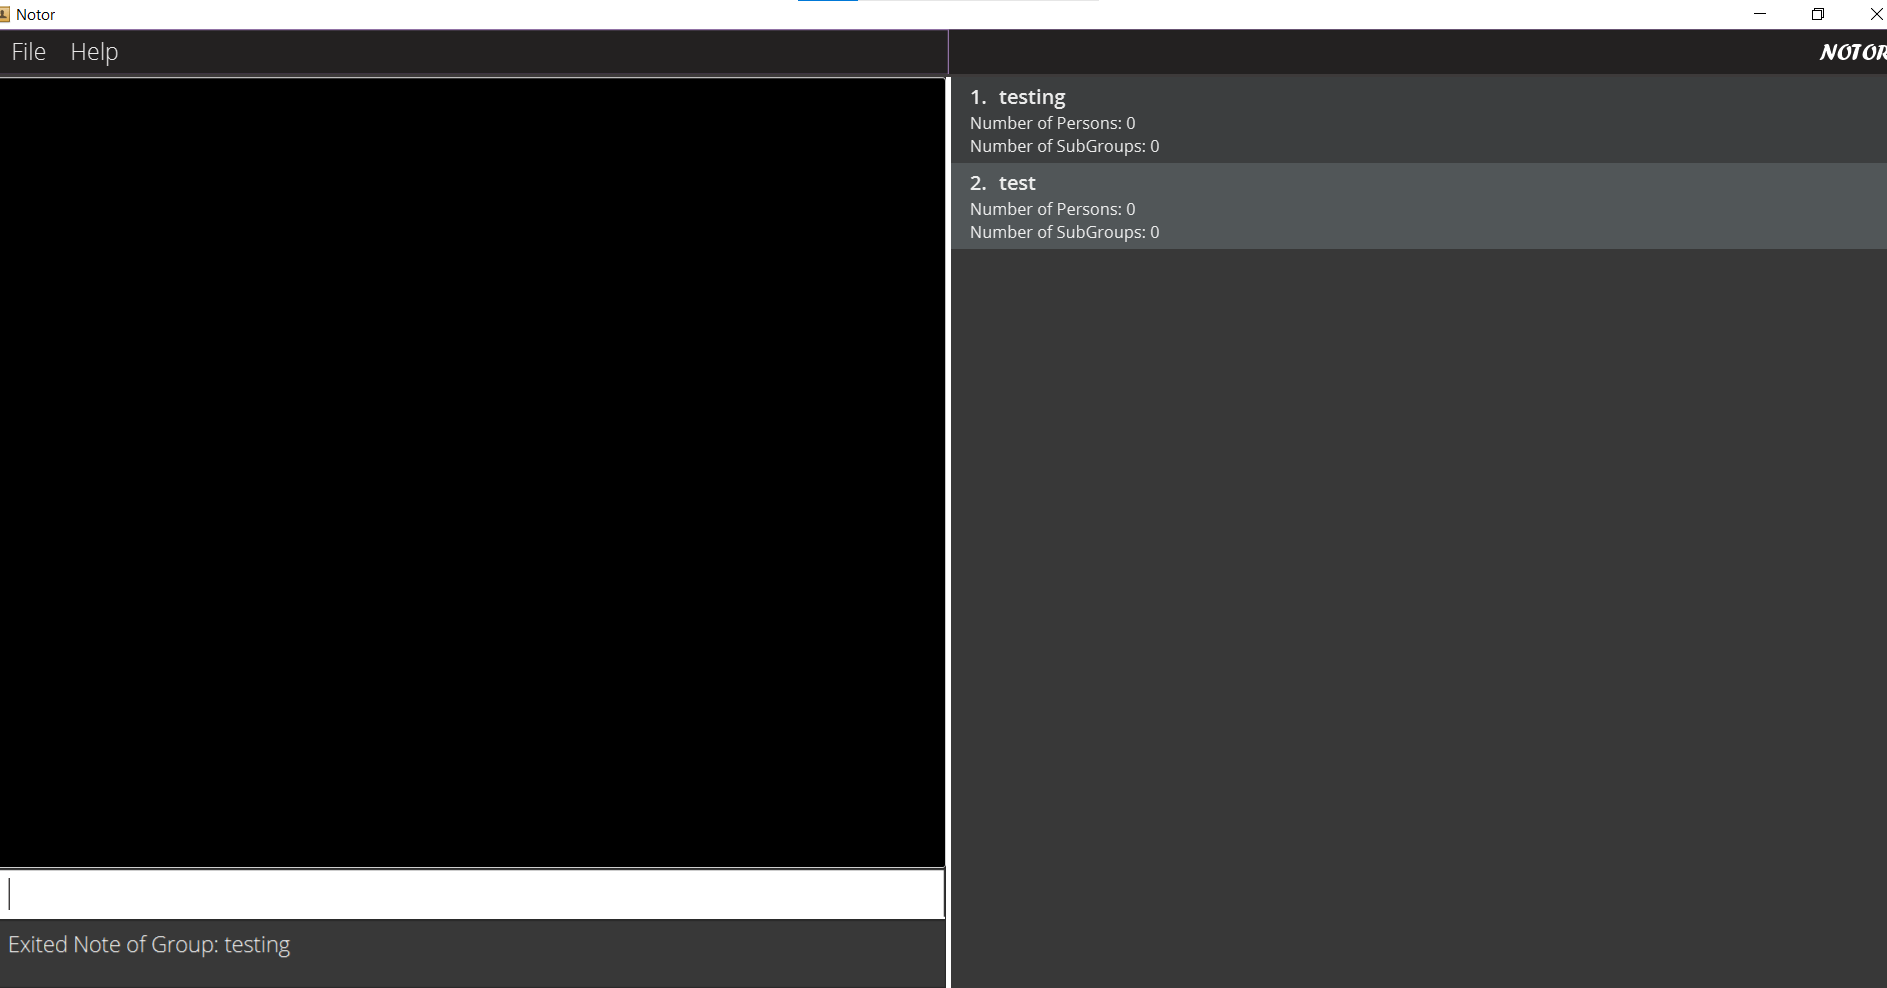 Notor
File Help
NOTOR
1. testing
Number of Persons: 0
Number of SubGroups: 0
2. test
Number of Persons: 0
Number of SubGroups: 0
Exited Note of Group: testing